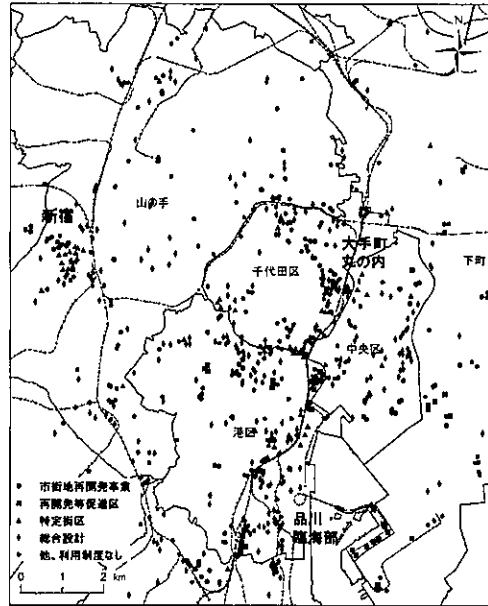 N
新宿
山の手
大手町
丸の内
千代田区
下町
中央区
港区
品川
臨海部
市街地再開発事業
再開発等促進区
特定街区
総合設計
他、利用制度なし
0 1 2 km